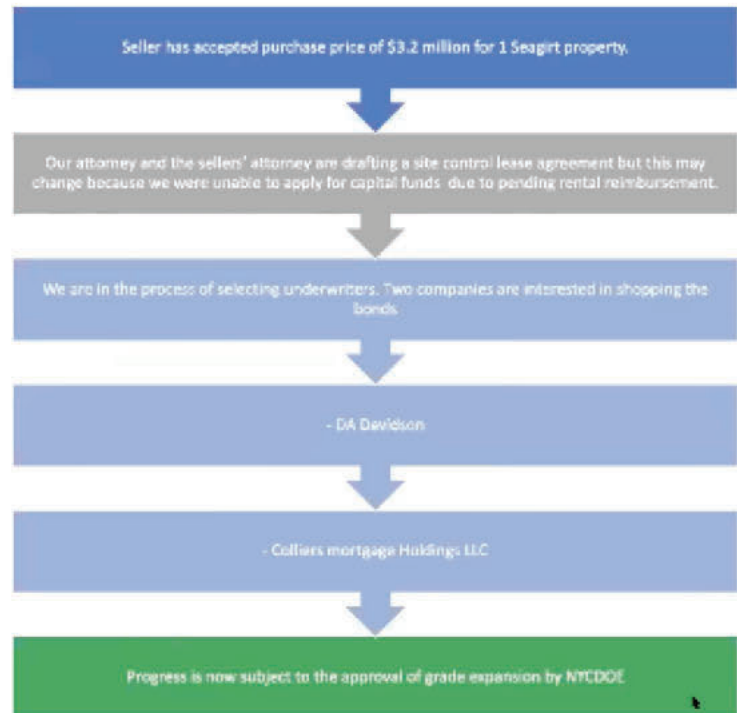 Seller has accepted purchase price of $3.2 million for 1 Seagirt property.
Our attorney and the sellers' attorney are drafting a site control lease agreement but this may
change because we were unable to apply for capital funds due to pending rental reimbursement.
We are in the process of selecting underwriters. Two companies are interested in shopping the
bonds
- DA Davidson
- Colliers mortgage Holdings LLC
Progress is now subject to the approval of grade expansion by NYCDOE